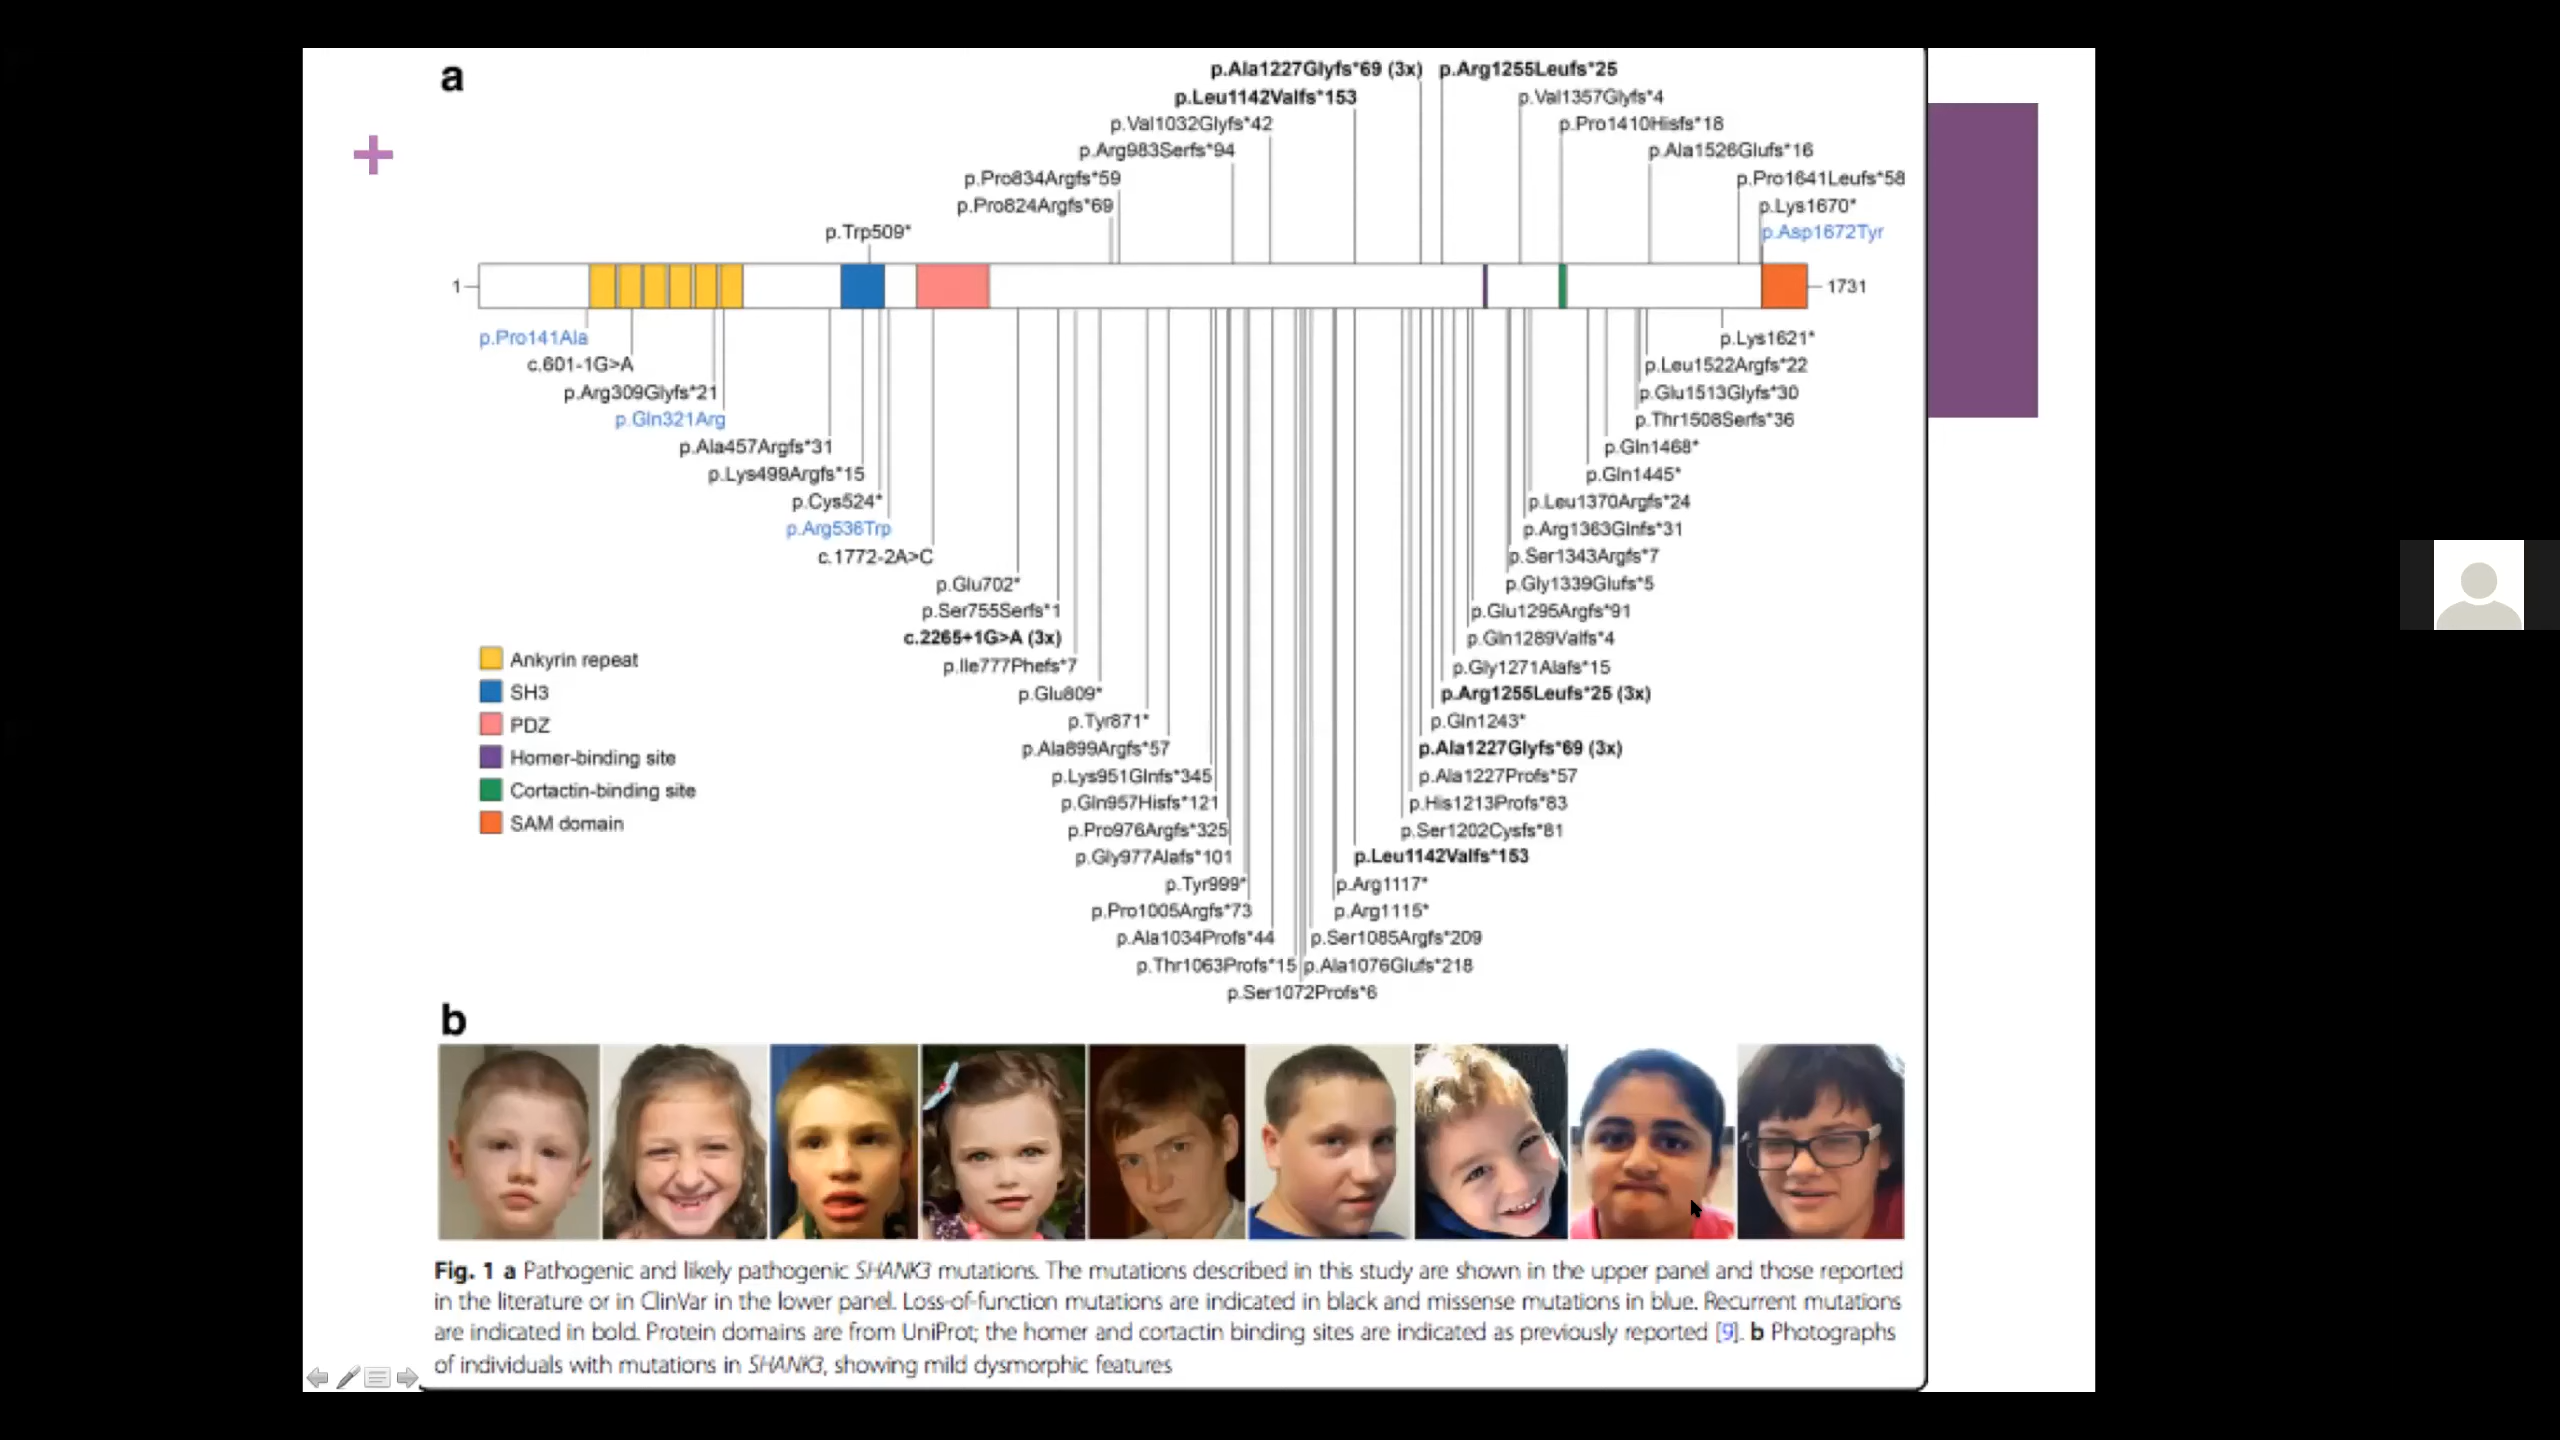 a
p.Ala1227Glyfs*69 (3x) p.Arg1255Leufs*25
p.Leu1142Valfs*153 p.Val1357Glyfs*4
p.Val1032Glyfs*42 p.Pro1410Hisfs*18
p.Arg983Serfs*94 p.Ala1526Glufs*16
p.Pro834Argfs*59 p.Pro1641Leufs*58
p.Pro824Argfs*69 p.Lys1670*
p.Trp509* p.Asp1672Tyr
1 1731
p.Pro141Ala p.Lys1621*
c.601-1G>A p.Leu1522Argfs*22
p.Arg309Glyfs*21 p.Glu1513Glyfs*30
p.Gln321Arg p.Thr1508Serfs*36
p.Ala457Argfs*31 p.Gln1468*
p.Lys499Argfs*15 p.Gln1445*
p.Cys524* p.Leu1370Argfs*24
p.Arg536Trp p.Arg1363Glnfs*31
c.1772-2A>C p.Ser1343Argfs*7
p.Glu702* p.Gly1339Glufs*5
p.Ser755Serfs*1 p.Glu1295Argfs*91
c.2265+1G>A (3x) p.Gln1289Valfs*4
p.Ile777Phefs*7 p.Gly1271Alafs*15
p.Glu809* p.Arg1255Leufs*25 (3x)
p.Tyr871* p.Gln1243*
p.Ala899Argfs*57 p.Ala1227Glyfs*69 (3x)
p.Lys951Glnfs*345 p.Ala1227Profs*57
p.Gln957Hisfs*121 p.His1213Profs*83
p.Pro976Argfs*325 p.Ser1202Cysfs*81
p.Gly977Alafs*101 p.Leu1142Valfs*153
p.Tyr999* p.Arg1117*
p.Pro1005Argfs*73 p.Arg1115*
p.Ala1034Profs*44 p.Ser1085Argfs*209
p.Thr1063Profs*15 p.Ala1076Glufs*218
p.Ser1072Profs*6
Ankyrin repeat
SH3
PDZ
Homer-binding site
Cortactin-binding site
SAM domain
b
Fig. 1 a Pathogenic and likely pathogenic SHANK3 mutations. The mutations described in this study are shown in the upper panel and those reported
in the literature or in ClinVar in the lower panel. Loss-of-function mutations are indicated in black and missense mutations in blue. Recurrent mutations
are indicated in bold. Protein domains are from UniProt; the homer and cortactin binding sites are indicated as previously reported [9]. b Photographs
of individuals with mutations in SHANK3, showing mild dysmorphic features